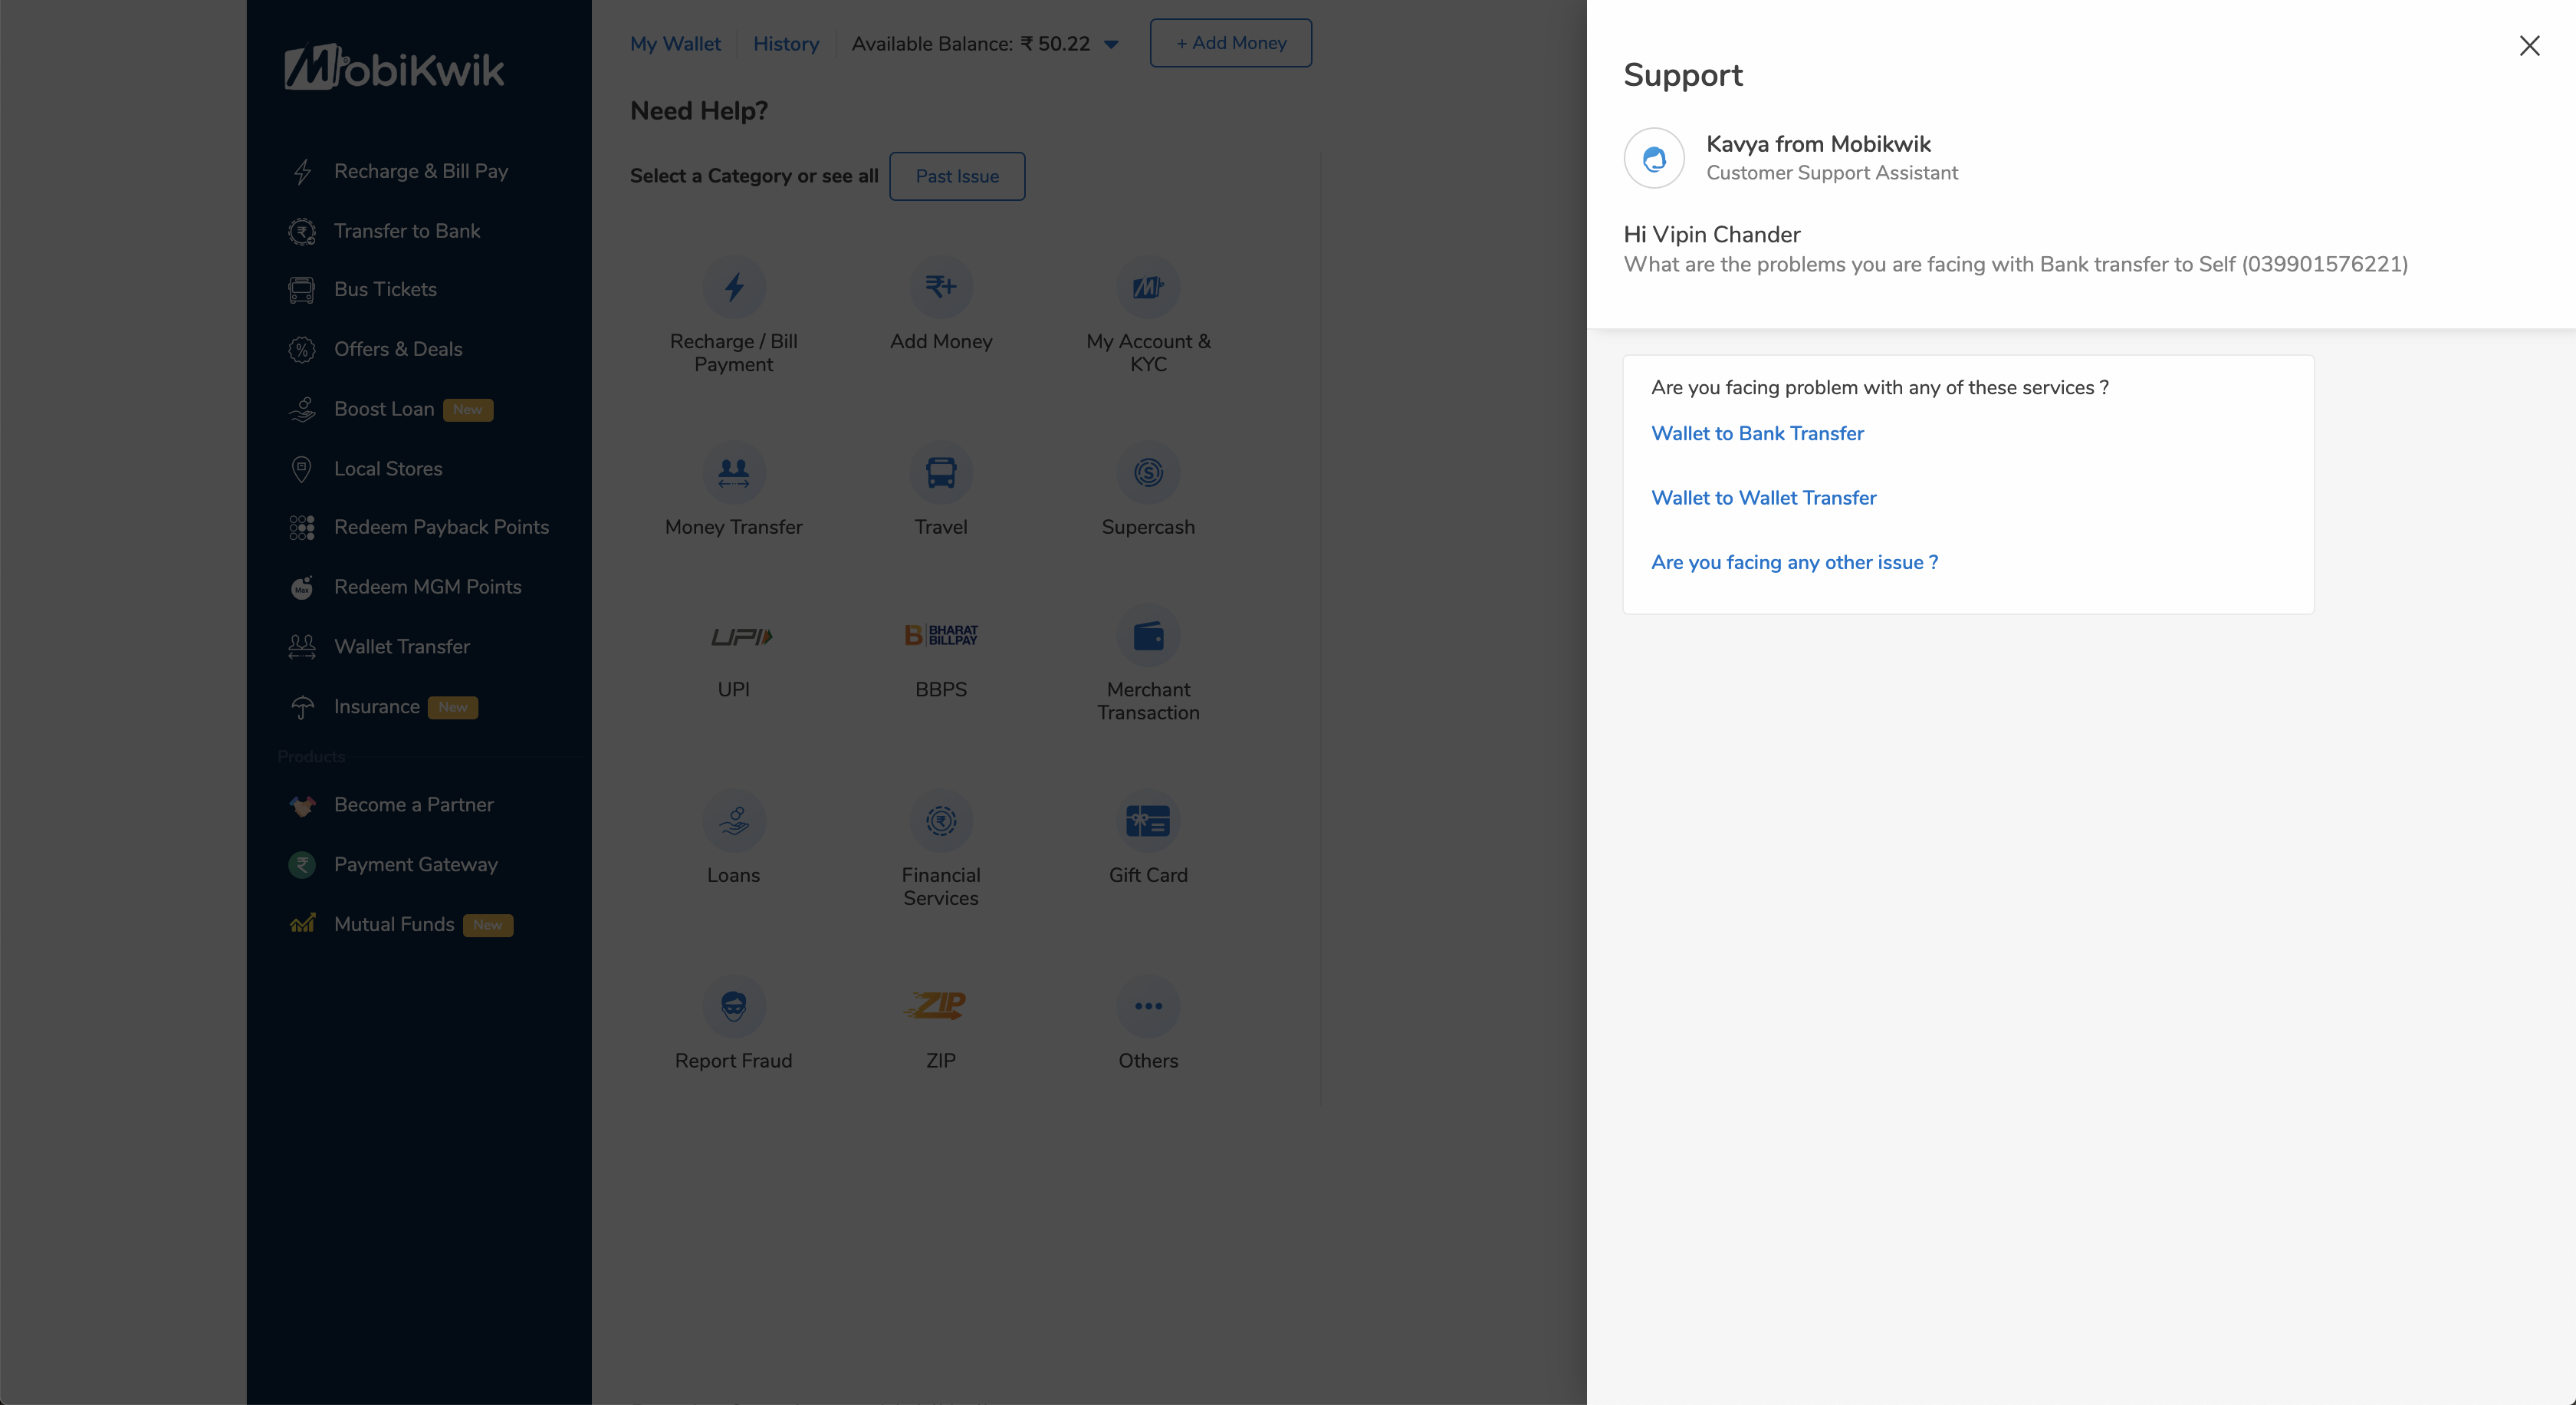 MobiKwik
Recharge & Bill Pay
Transfer to Bank
Bus Tickets
Offers & Deals
Boost Loan New
Local Stores
Redeem Payback Points
Max
Redeem MGM Points
Wallet Transfer
Insurance New
Products
Become a Partner
Payment Gateway
Mutual Funds New
My Wallet History Available Balance: ₹ 50.22 + Add Money
Need Help?
Select a Category or see all Past Issue
Recharge / Bill
Payment
Add Money
My Account &
KYC
Money Transfer
Travel
Supercash
UPI
UPI
B BHARAT
BILLPAY
BBPS
Merchant
Transaction
Loans
Financial
Services
Gift Card
Report Fraud
ZIP
ZIP
Others
Support
Kavya from Mobikwik
Customer Support Assistant
Hi Vipin Chander
What are the problems you are facing with Bank transfer to Self (039901576221)
Are you facing problem with any of these services ?
Wallet to Bank Transfer
Wallet to Wallet Transfer
Are you facing any other issue ?